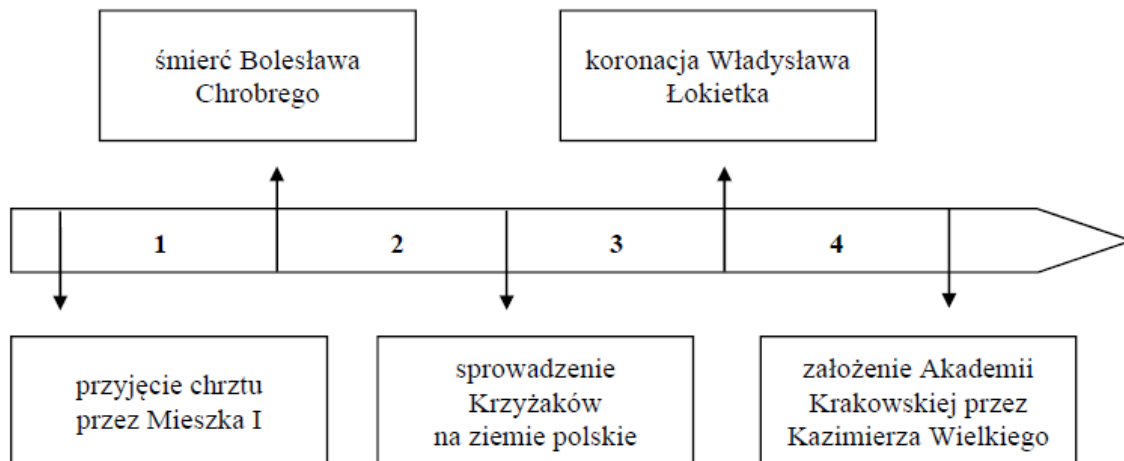 śmierć Bolesława
Chrobrego
koronacja Władysława
Łokietka
1
2
3
4
przyjęcie chrztu
przez Mieszka I
sprowadzenie
Krzyżaków
na ziemie polskie
założenie Akademii
Krakowskiej przez
Kazimierza Wielkiego